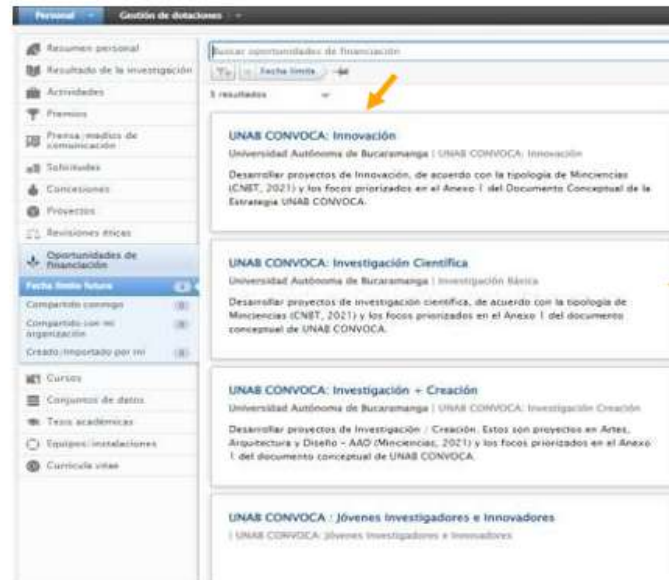 Personal
Gestión de dotaciones
Resumen personal
Resultado de la investigación
Actividades
Premios
Prensa/medios de
comunicación
Solicitudes
Concesiones
Proyectos
Revisiones éticas
Oportunidades de
financiación
Fecha límite futura
Compartido conmigo
Compartido con mi
organización
Creado/importado por mí
Cursos
Conjuntos de datos
Tesis académicas
Equipos/instalaciones
Curricula vitae
Buscar oportunidades de financiación
Fecha límite
resultados
UNAB CONVOCA: Innovación
Universidad Autónoma de Bucaramanga | UNAB CONVOCA: Innovación
Desarrollar proyectos de Innovación, de acuerdo con la tipología de Minciencias
(CNBT, 2021) y los focos priorizados en el Anexo 1 del Documento Conceptual de la
Estrategia UNAB CONVOCA.
UNAB CONVOCA: Investigación Científica
Universidad Autónoma de Bucaramanga | Investigación Básica
Desarrollar proyectos de investigación científica, de acuerdo con la tipología de
Minciencias (CNBT, 2021) y los focos priorizados en el Anexo 1 del documento
conceptual de UNAB CONVOCA.
UNAB CONVOCA: Investigación + Creación
Universidad Autónoma de Bucaramanga | UNAB CONVOCA: Investigación Creación
Desarrollar proyectos de Investigación / Creación. Estos son proyectos en Artes,
Arquitectura y Diseño – AAD (Minciencias, 2021) y los focos priorizados en el Anexo
1 del documento conceptual de UNAB CONVOCA.
UNAB CONVOCA : Jóvenes Investigadores e Innovadores
| UNAB CONVOCA: Jóvenes Investigadores e Innovadores